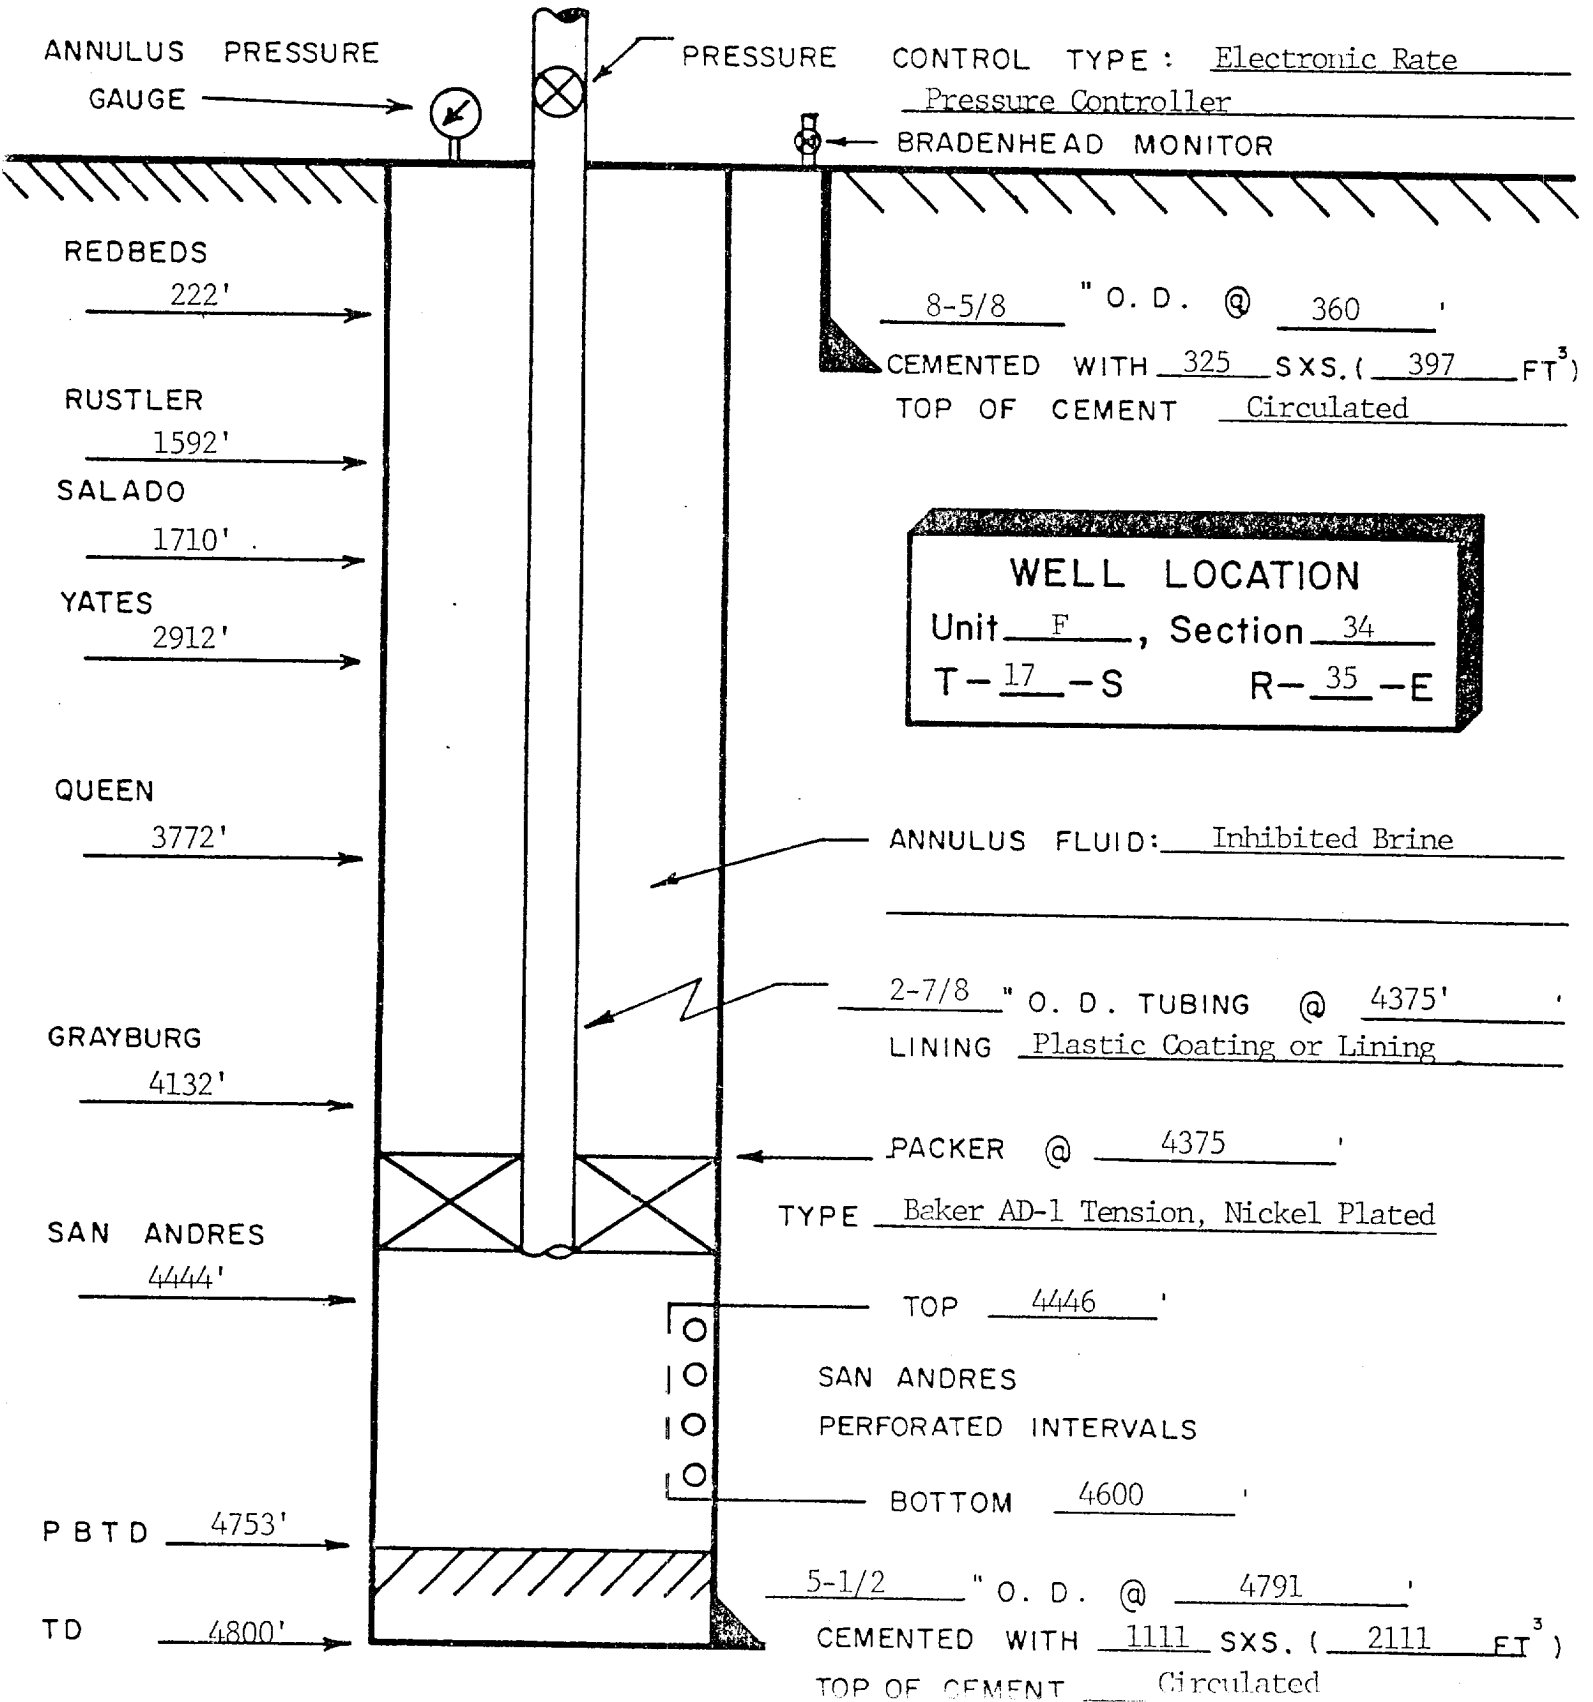 ANNULUS PRESSURE
GAUGE
PRESSURE CONTROL TYPE: Electronic Rate
Pressure Controller
BRADENHEAD MONITOR
REDBEDS
222'
8-5/8 " O. D. @ 360 '
CEMENTED WITH 325 SXS. ( 397 FT³)
TOP OF CEMENT Circulated
RUSTLER
1592'
SALADO
1710'
YATES
2912'
WELL LOCATION
Unit F, Section 34
T-17-S R-35-E
QUEEN
3772'
ANNULUS FLUID: Inhibited Brine
2-7/8 " O. D. TUBING @ 4375' '
LINING Plastic Coating or Lining
GRAYBURG
4132'
PACKER @ 4375 '
TYPE Baker AD-1 Tension, Nickel Plated
SAN ANDRES
4444'
TOP 4446 '
SAN ANDRES
PERFORATED INTERVALS
BOTTOM 4600 '
PBTD 4753'
5-1/2 " O. D. @ 4791 '
TD 4800'
CEMENTED WITH 1111 SXS. ( 2111 FT³)
TOP OF CEMENT Circulated